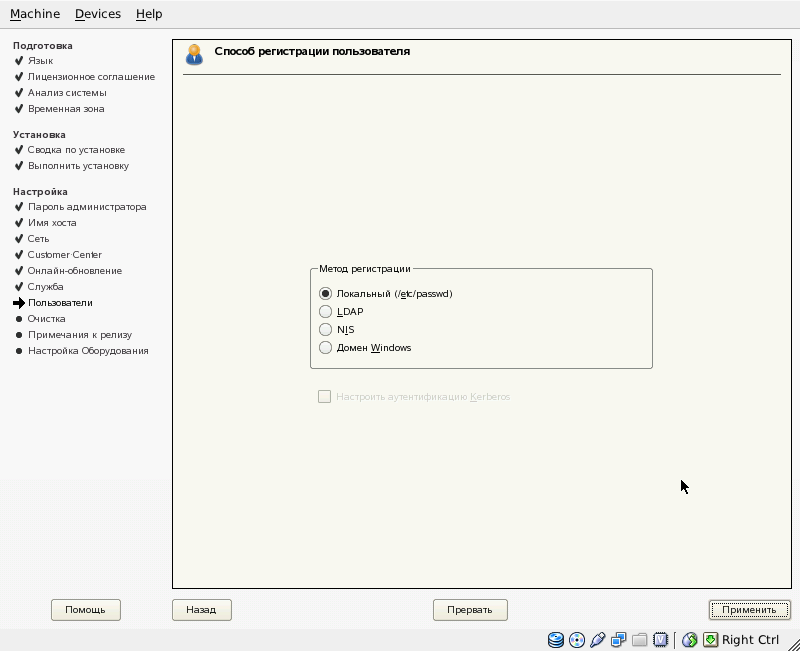 Machine Devices Help
Подготовка
Язык
Лицензионное соглашение
Анализ системы
Временная зона
Установка
Сводка по установке
Выполнить установку
Настройка
Пароль администратора
Имя хоста
Сеть
Customer Center
Онлайн-обновление
Служба
Пользователи
Очистка
Примечания к релизу
Настройка Оборудования
Способ регистрации пользователя
Метод регистрации
Локальный (/etc/passwd)
LDAP
NIS
Домен Windows
Настроить аутентификацию Kerberos
Помощь Назад Прервать Применить
Right Ctrl